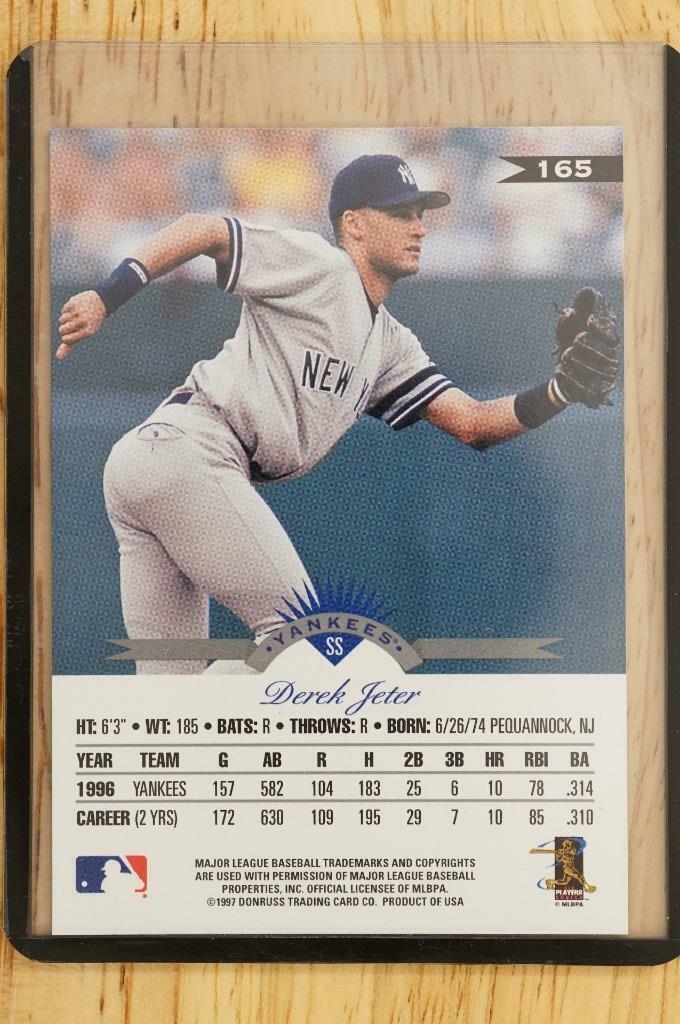 165
NY
NEW Y
YANKEES®
SS
Derek Jeter
HT: 6'3" • WT: 185 • BATS: R • THROWS: R • BORN: 6/26/74 PEQUANNOCK, NJ
YEAR TEAM G AB R H 2B 3B HR RBI BA
1996 YANKEES 157 582 104 183 25 6 10 78 .314
CAREER (2 YRS) 172 630 109 195 29 7 10 85 .310
MAJOR LEAGUE BASEBALL TRADEMARKS AND COPYRIGHTS
ARE USED WITH PERMISSION OF MAJOR LEAGUE BASEBALL
PROPERTIES, INC. OFFICIAL LICENSEE OF MLBPA.
©1997 DONRUSS TRADING CARD CO. PRODUCT OF USA
PLAYERS
CHOICE
© MLBPA